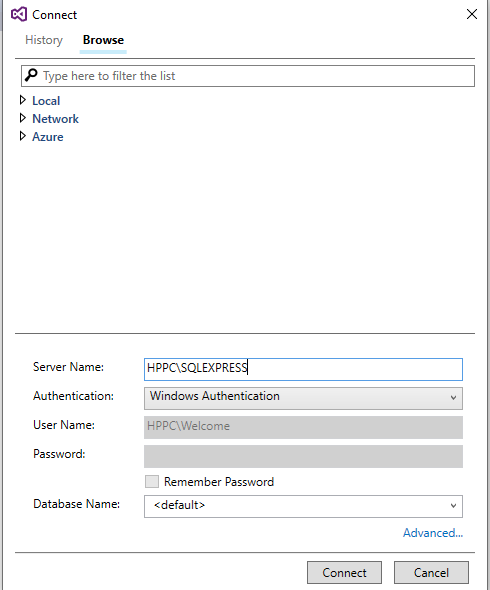 Connect
History Browse
Type here to filter the list
Local
Network
Azure
Server Name: HPPC\SQLEXPRESS
Authentication: Windows Authentication
User Name: HPPC\Welcome
Password:
Remember Password
Database Name: <default>
Advanced...
Connect Cancel